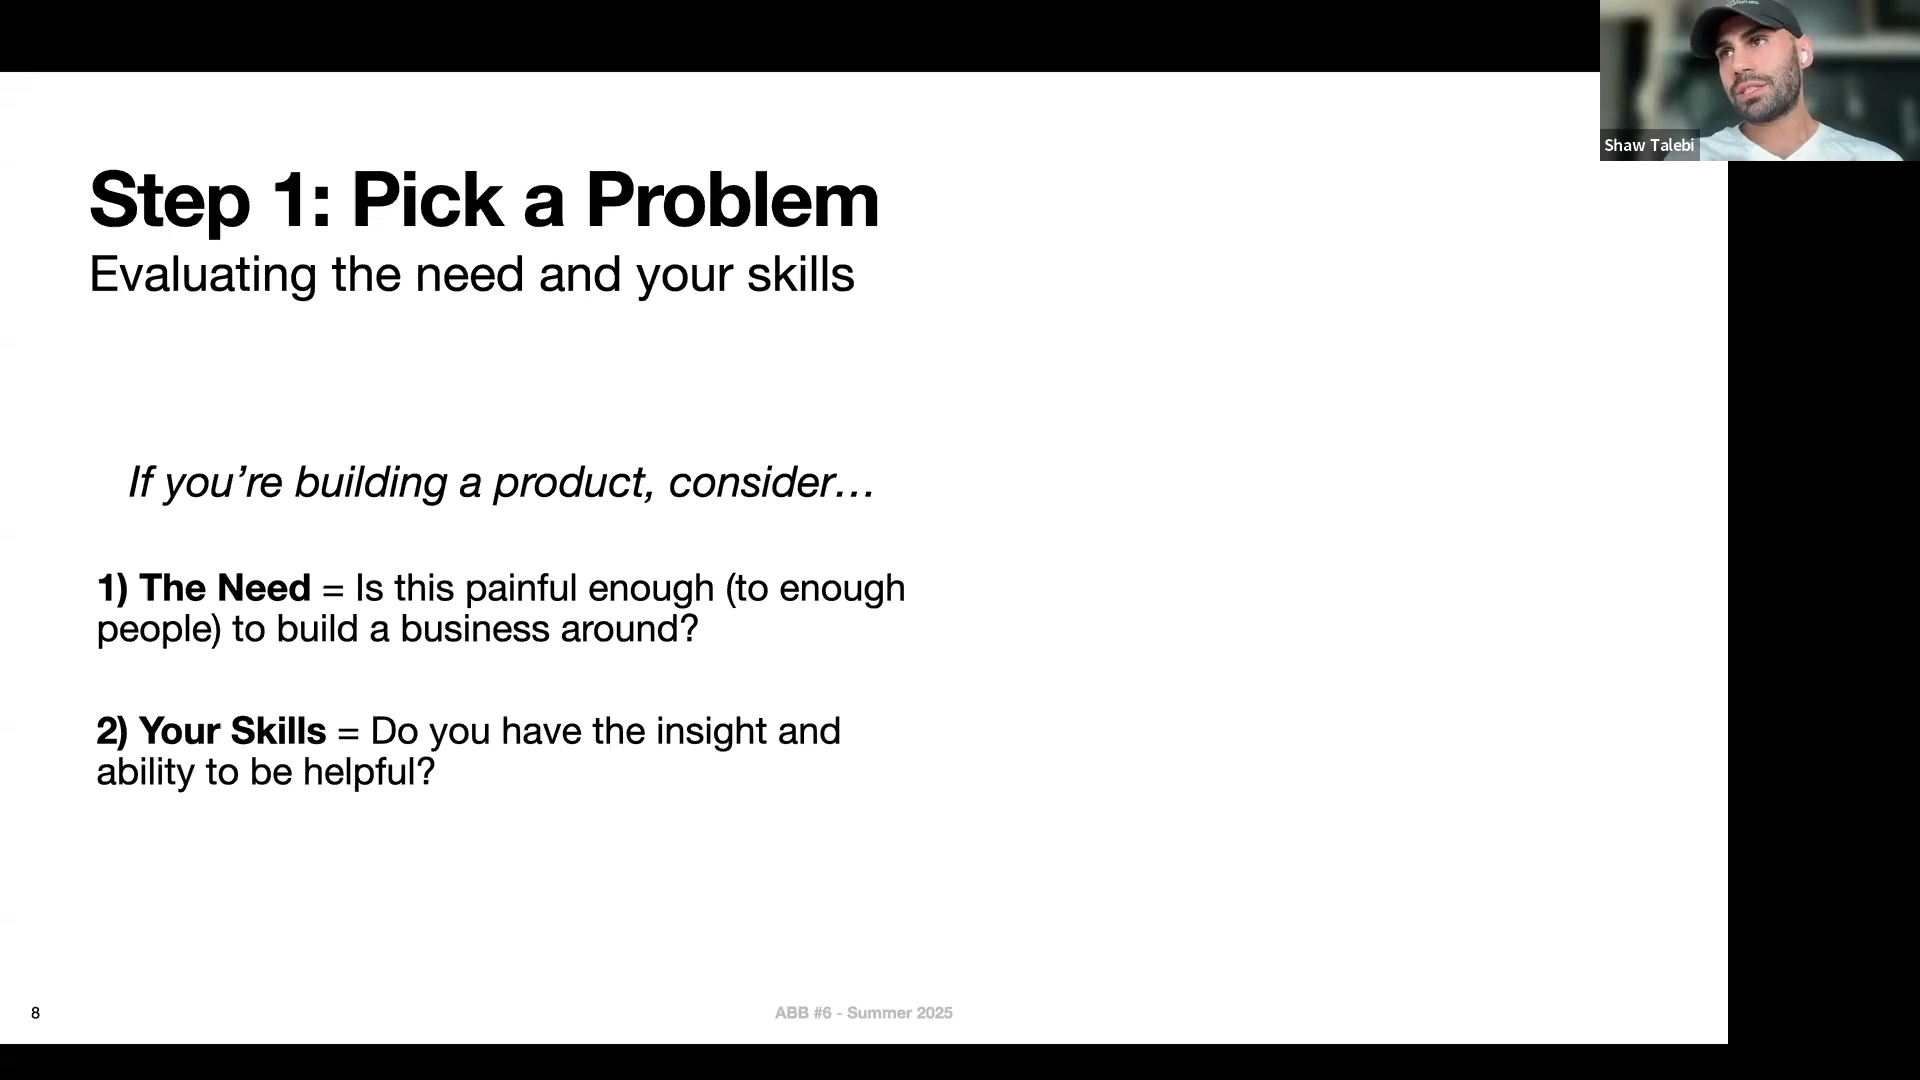 Shaw Talebi
Step 1: Pick a Problem
Evaluating the need and your skills
If you’re building a product, consider…
1) The Need = Is this painful enough (to enough
people) to build a business around?
2) Your Skills = Do you have the insight and
ability to be helpful?
8
ABB #6 - Summer 2025